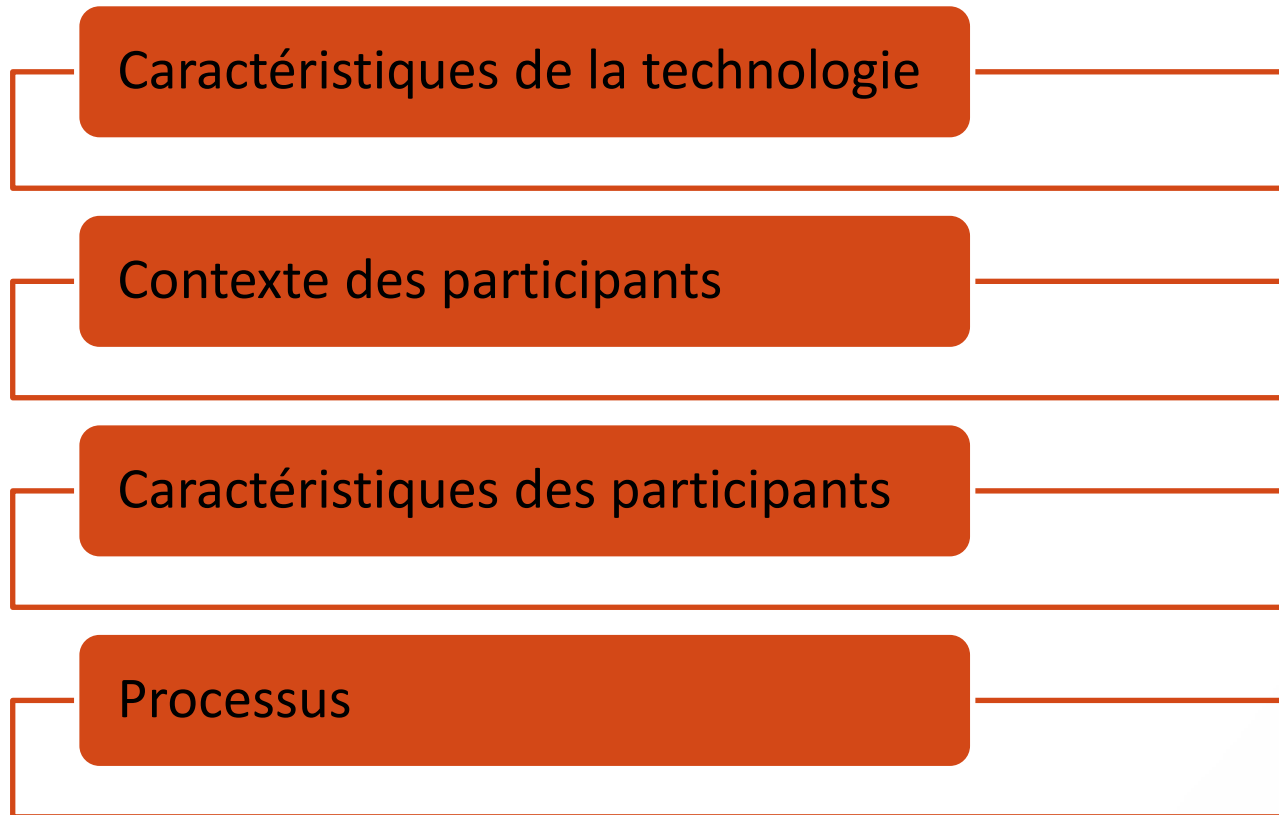 Caractéristiques de la technologie
Contexte des participants
Caractéristiques des participants
Processus